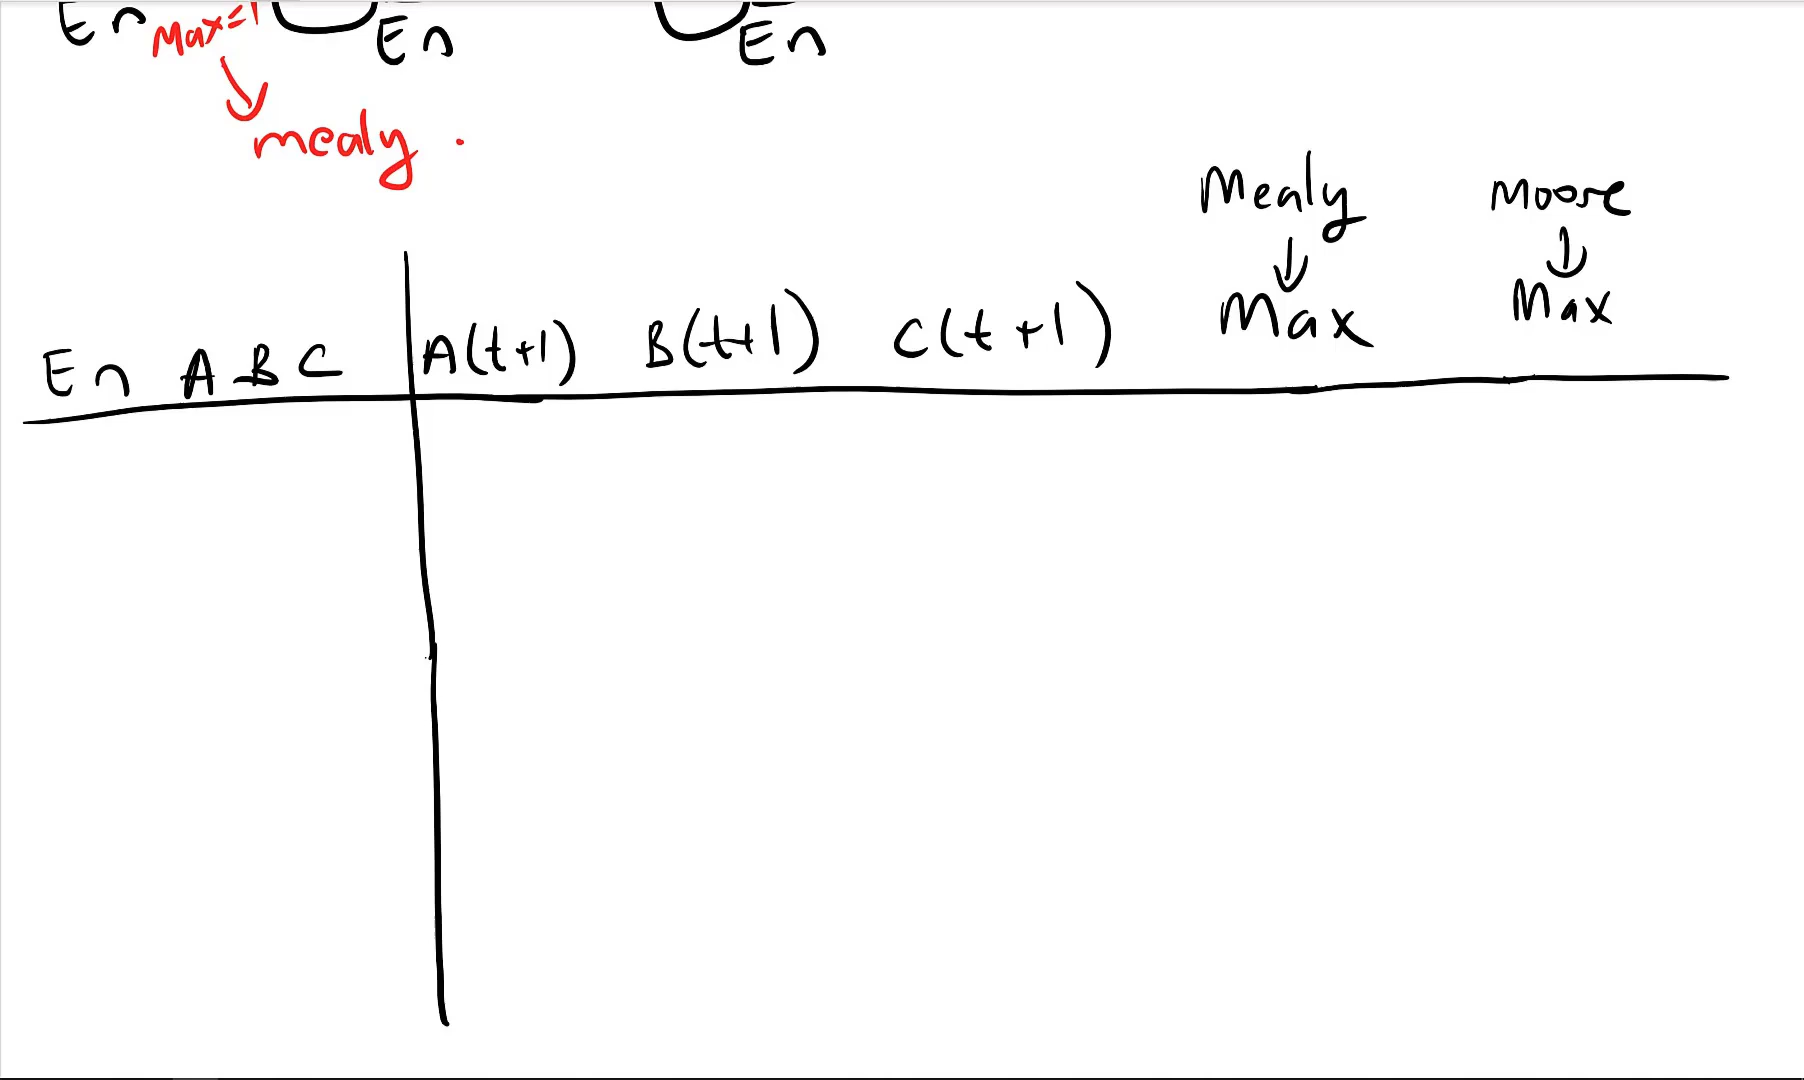 En Max=1 En En
mealy .
Mealy Moore
Max Max
En A B C A(t+1) B(t+1) C(t+1)